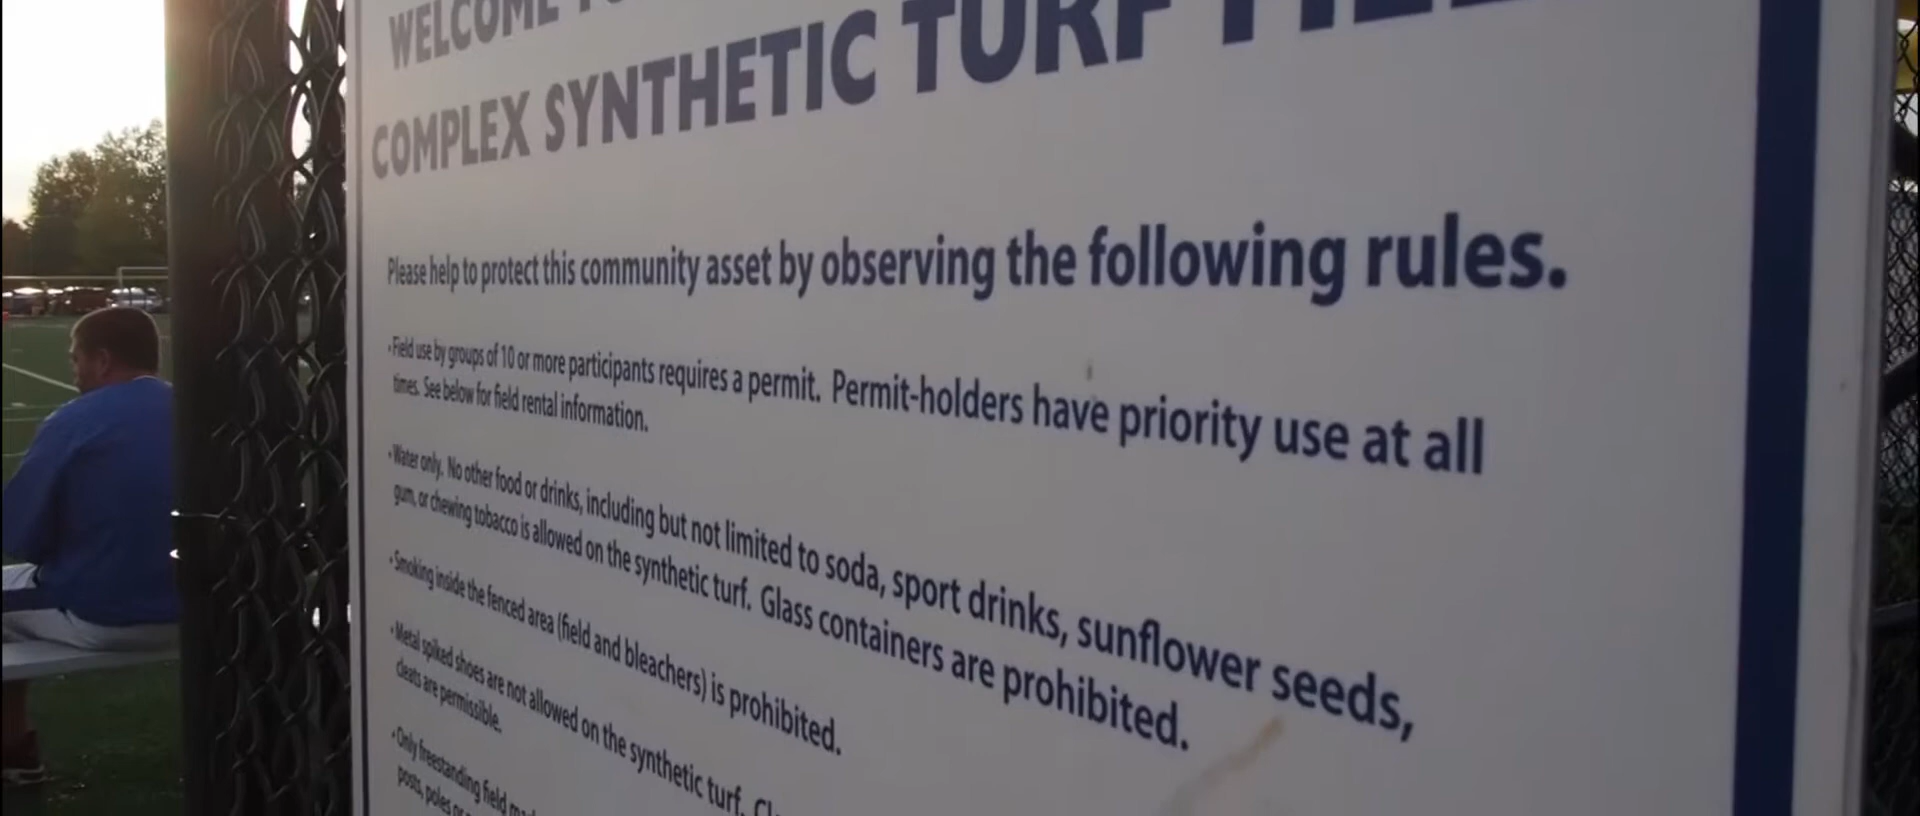 WELCOME
COMPLEX SYNTHETIC TURF
Please help to protect this community asset by observing the following rules.
• Field use by groups of 10 or more participants requires a permit. Permit-holders have priority use at all
times. See below for field rental information.
• Water only. No other food or drinks, including but not limited to soda, sport drinks, sunflower seeds,
gum, or chewing tobacco is allowed on the synthetic turf. Glass containers are prohibited.
• Smoking inside the fenced area (field and bleachers) is prohibited.
• Metal spiked shoes are not allowed on the synthetic turf.
cleats are permissible.
• Only freestanding field
posts, poles or